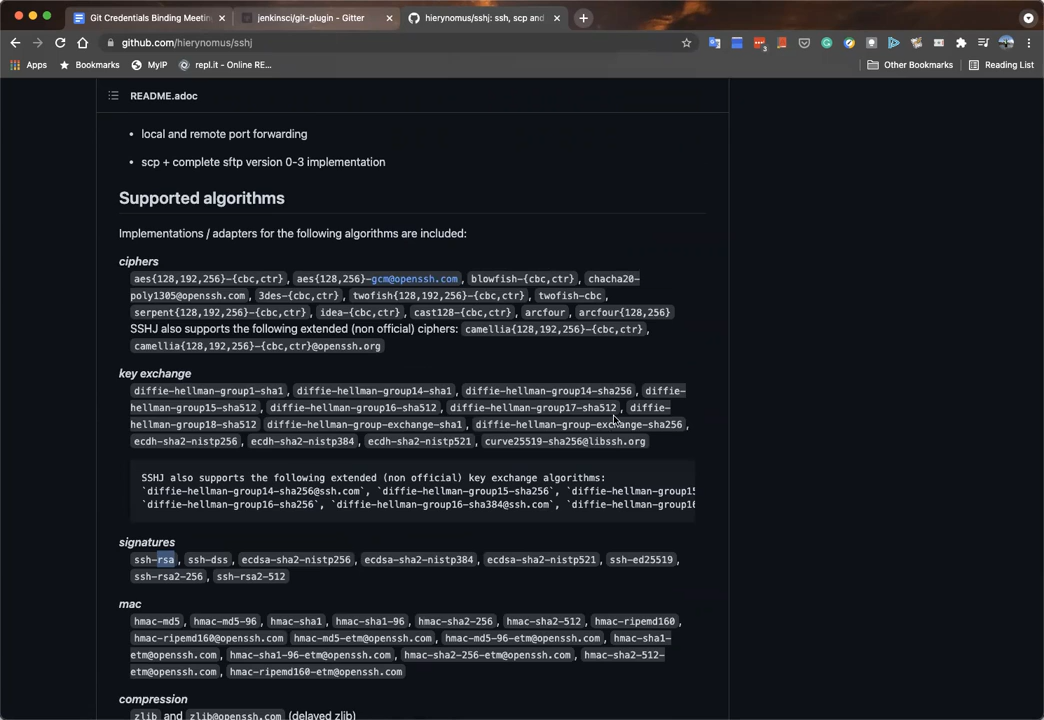 Git Credentials Binding Meetin
jenkinsci/git-plugin - Gitter
hierynomus/sshj: ssh, scp and
github.com/hierynomus/sshj
Apps
Bookmarks
MyIP
repl.it - Online RE...
Other Bookmarks
Reading List
README.adoc
• local and remote port forwarding
• scp + complete sftp version 0-3 implementation
Supported algorithms
Implementations / adapters for the following algorithms are included:
ciphers
aes{128,192,256}-{cbc,ctr}, aes{128,256}-gcm@openssh.com, blowfish-{cbc,ctr}, chacha20-
poly1305@openssh.com, 3des-{cbc,ctr}, twofish{128,192,256}-{cbc,ctr}, twofish-cbc,
serpent{128,192,256}-{cbc,ctr}, idea-{cbc,ctr}, cast128-{cbc,ctr}, arcfour, arcfour{128,256}
SSHJ also supports the following extended (non official) ciphers: camellia{128,192,256}-{cbc,ctr},
camellia{128,192,256}-{cbc,ctr}@openssh.org
key exchange
diffie-hellman-group1-sha1, diffie-hellman-group14-sha1, diffie-hellman-group14-sha256, diffie-
hellman-group15-sha512, diffie-hellman-group16-sha512, diffie-hellman-group17-sha512, diffie-
hellman-group18-sha512, diffie-hellman-group-exchange-sha1, diffie-hellman-group-exchange-sha256,
ecdh-sha2-nistp256, ecdh-sha2-nistp384, ecdh-sha2-nistp521, curve25519-sha256@libssh.org
SSHJ also supports the following extended (non official) key exchange algorithms:
`diffie-hellman-group14-sha256@ssh.com`, `diffie-hellman-group15-sha256`, `diffie-hellman-group15
`diffie-hellman-group16-sha256`, `diffie-hellman-group16-sha384@ssh.com`, `diffie-hellman-group16
signatures
ssh-rsa, ssh-dss, ecdsa-sha2-nistp256, ecdsa-sha2-nistp384, ecdsa-sha2-nistp521, ssh-ed25519,
ssh-rsa2-256, ssh-rsa2-512
mac
hmac-md5, hmac-md5-96, hmac-sha1, hmac-sha1-96, hmac-sha2-256, hmac-sha2-512, hmac-ripemd160,
hmac-ripemd160@openssh.com, hmac-md5-etm@openssh.com, hmac-md5-96-etm@openssh.com, hmac-sha1-
etm@openssh.com, hmac-sha1-96-etm@openssh.com, hmac-sha2-256-etm@openssh.com, hmac-sha2-512-
etm@openssh.com, hmac-ripemd160-etm@openssh.com
compression
zlib and zlib@openssh.com (delayed zlib)